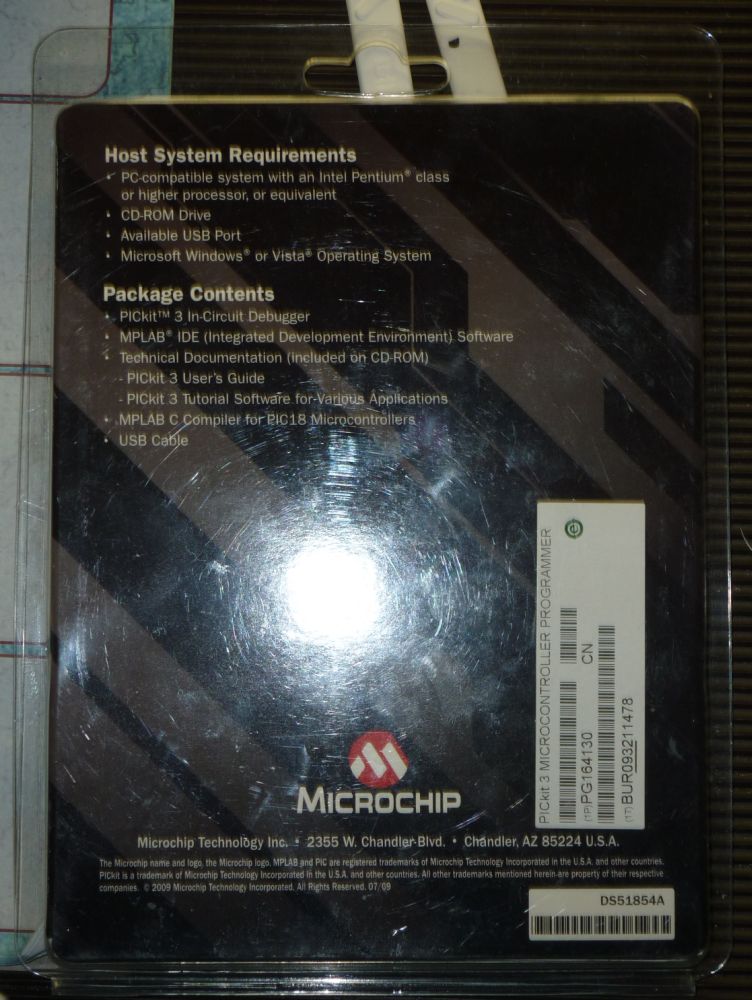 Host System Requirements
• PC-compatible system with an Intel Pentium® class
or higher processor, or equivalent
• CD-ROM Drive
• Available USB Port
• Microsoft Windows® or Vista® Operating System
Package Contents
• PICkit™ 3 In-Circuit Debugger
• MPLAB® IDE (Integrated Development Environment) Software
• Technical Documentation (included on CD-ROM)
- PICkit 3 User's Guide
- PICkit 3 Tutorial Software for Various Applications
• MPLAB C Compiler for PIC18 Microcontrollers
• USB Cable
PICkit 3 MICROCONTROLLER PROGRAMMER
e
(1P)PG164130
CN
(1T)BUR093211478
MICROCHIP
Microchip Technology Inc. • 2355 W. Chandler Blvd. • Chandler, AZ 85224 U.S.A.
The Microchip name and logo, the Microchip logo, MPLAB and PIC are registered trademarks of Microchip Technology Incorporated in the U.S.A. and other countries.
PICkit is a trademark of Microchip Technology Incorporated in the U.S.A. and other countries. All other trademarks mentioned herein are property of their respective
companies. © 2009 Microchip Technology Incorporated. All Rights Reserved. 07/09
DS51854A